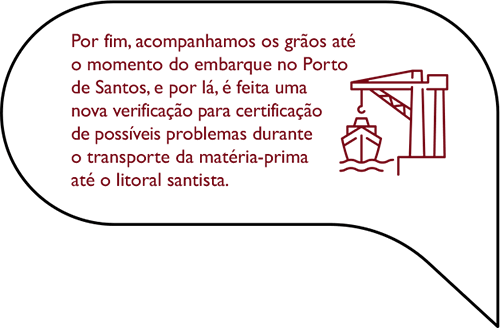 Por fim, acompanhamos os grãos até
o momento do embarque no Porto
de Santos, e por lá, é feita uma
nova verificação para certificação
de possíveis problemas durante
o transporte da matéria-prima
até o litoral santista.